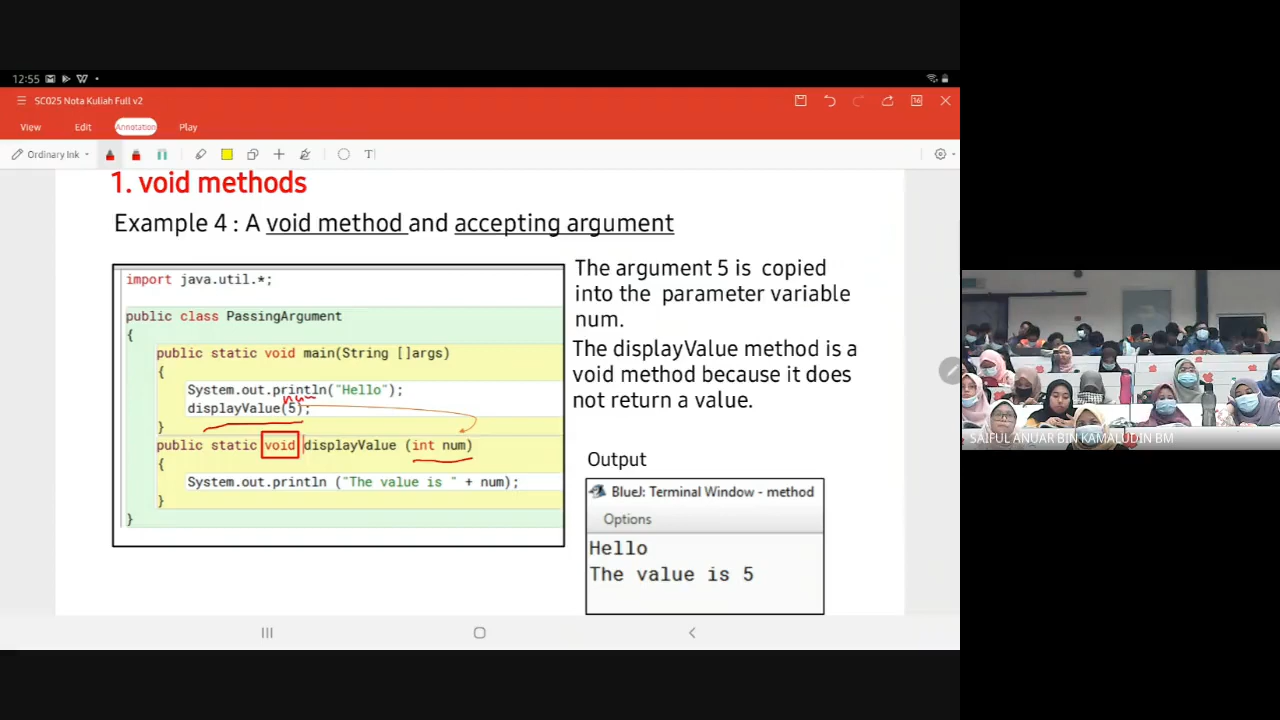 12:55
SC025 Nota Kuliah Full v2
16
View Edit Annotation Play
Ordinary Ink
T
1. void methods
Example 4 : A void method and accepting argument
import java.util.*;
public class PassingArgument
{
public static void main(String []args)
{
System.out.println("Hello");
num
displayValue(5);
}
public static void displayValue (int num)
{
System.out.println ("The value is " + num);
}
}
The argument 5 is copied
into the parameter variable
num.
The displayValue method is a
void method because it does
not return a value.
Output
BlueJ: Terminal Window - method
Options
Hello
The value is 5
SAIFUL ANUAR BIN KAMALUDIN BM